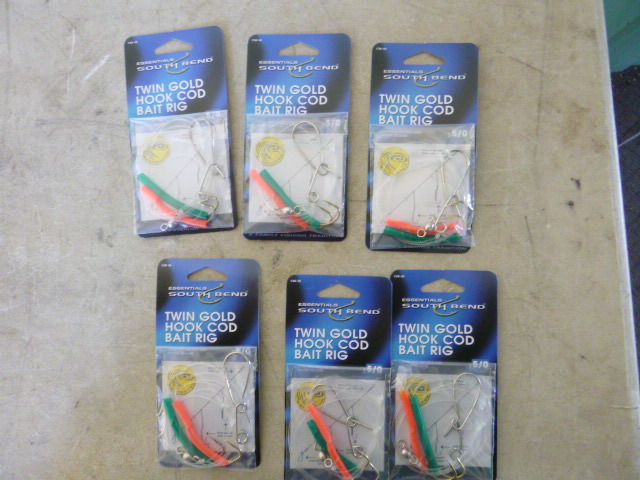 ESSENTIALS
SOUTH BEND
TWIN GOLD
HOOK COD
BAIT RIG
ESSENTIALS
SOUTH BEND
TWIN GOLD
HOOK COD
BAIT RIG
5/0
A FAMILY FISHING TRADITION
ESSENTIALS
SOUTH BEND
TWIN GOLD
HOOK COD
BAIT RIG
5/0
ESSENTIALS
SOUTH BEND
TWIN GOLD
HOOK COD
BAIT RIG
ESSENTIALS
SOUTH BEND
TWIN GOLD
HOOK COD
BAIT RIG
5/0
ESSENTIALS
SOUTH BEND
TWIN GOLD
HOOK COD
BAIT RIG
5/0